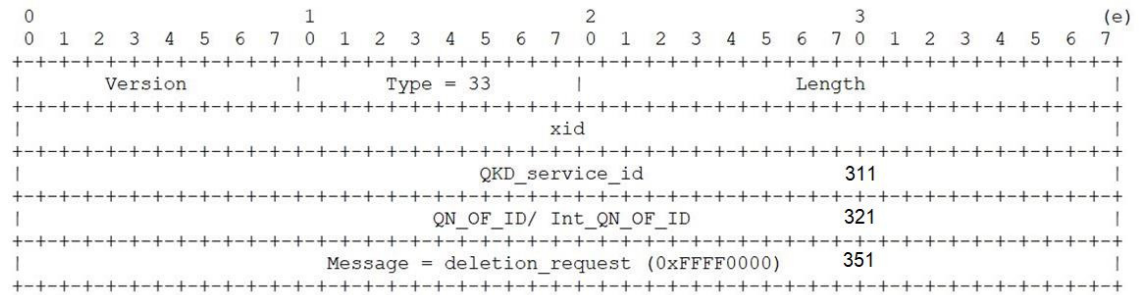 0 1 2 3 (e)
0 1 2 3 4 5 6 7 0 1 2 3 4 5 6 7 0 1 2 3 4 5 6 7 0 1 2 3 4 5 6 7
+-+-+-+-+-+-+-+-+-+-+-+-+-+-+-+-+-+-+-+-+-+-+-+-+-+-+-+-+-+-+-+-+
| Version | Type = 33 | Length |
+-+-+-+-+-+-+-+-+-+-+-+-+-+-+-+-+-+-+-+-+-+-+-+-+-+-+-+-+-+-+-+-+
| xid |
+-+-+-+-+-+-+-+-+-+-+-+-+-+-+-+-+-+-+-+-+-+-+-+-+-+-+-+-+-+-+-+-+
| QKD_service_id 311 |
+-+-+-+-+-+-+-+-+-+-+-+-+-+-+-+-+-+-+-+-+-+-+-+-+-+-+-+-+-+-+-+-+
| QN_OF_ID/ Int_QN_OF_ID 321 |
+-+-+-+-+-+-+-+-+-+-+-+-+-+-+-+-+-+-+-+-+-+-+-+-+-+-+-+-+-+-+-+-+
| Message = deletion_request (0xFFFF0000) 351 |
+-+-+-+-+-+-+-+-+-+-+-+-+-+-+-+-+-+-+-+-+-+-+-+-+-+-+-+-+-+-+-+-+